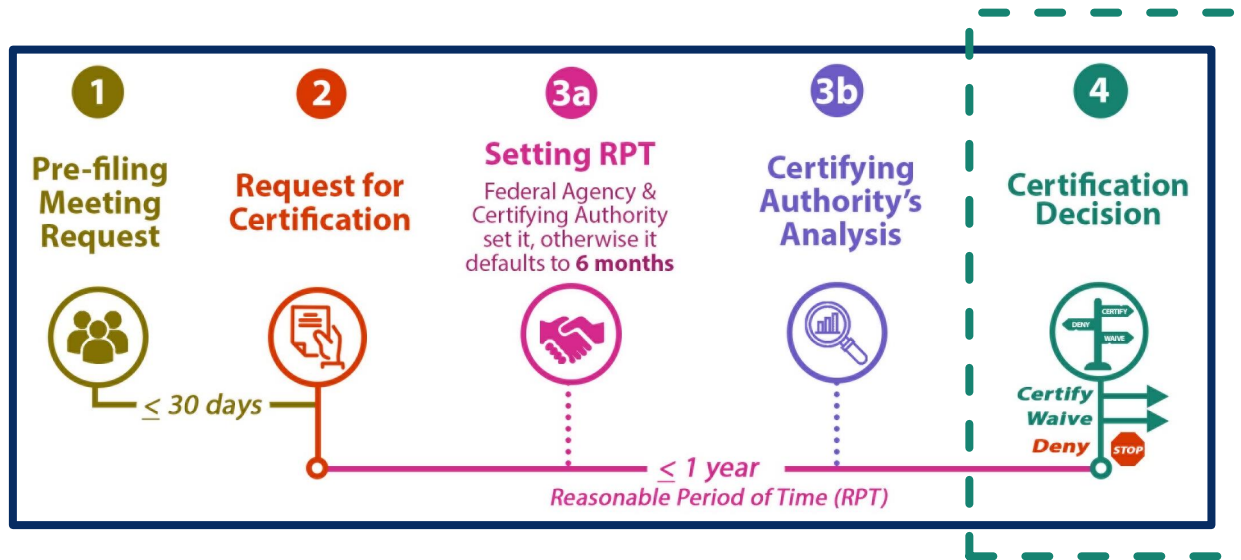 1
Pre-filing
Meeting
Request
≤ 30 days
2
Request for
Certification
3a
Setting RPT
Federal Agency &
Certifying Authority
set it, otherwise it
defaults to 6 months
3b
Certifying
Authority's
Analysis
≤ 1 year
Reasonable Period of Time (RPT)
4
Certification
Decision
CERTIFY
DENY
WAIVE
Certify
Waive
Deny
STOP